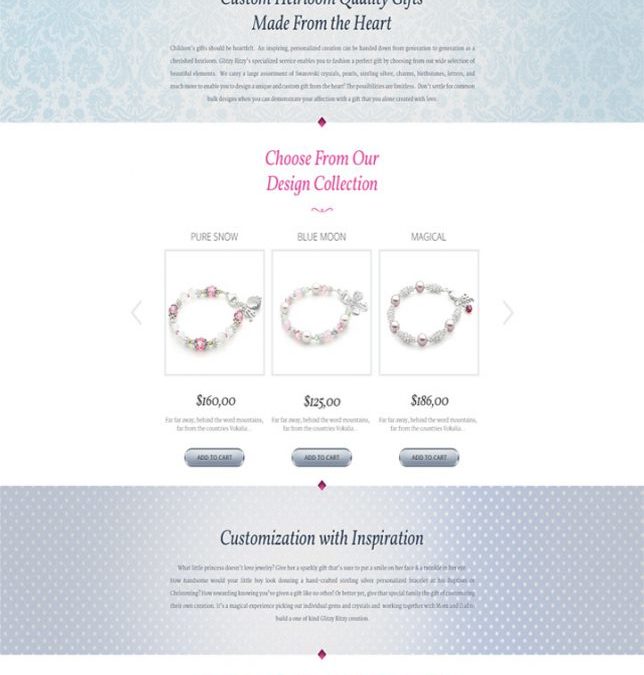 Custom Heirloom Quality Gifts
Made From the Heart
Children's gifts should be heartfelt. An inspiring, personalized creation can be handed down from generation to generation as a
cherished heirloom. Glitzy Ritzy's specialized service enables you to fashion a perfect gift by choosing from our wide selection of
beautiful elements. We carry a large assortment of Swarovski crystals, pearls, sterling silver, charms, birthstones, letters, and
much more to enable you to design a unique and custom gift from the heart! The possibilities are limitless. Don't settle for common
bulk designs when you can demonstrate your affection with a gift that you alone created with love.
Choose From Our
Design Collection
PURE SNOW
BLUE MOON
MAGICAL
$160,00
$125,00
$186,00
Far far away, behind the word mountains,
far from the countries Vokalia..
Far far away, behind the word mountains,
far from the countries Vokalia..
Far far away, behind the word mountains,
far from the countries Vokalia..
ADD TO CART
ADD TO CART
ADD TO CART
Customization with Inspiration
What little princess doesn't love jewelry? Give her a sparkly gift that's sure to put a smile on her face & a twinkle in her eye.
How handsome would your little boy look donning a hand-crafted sterling silver personalized bracelet at his Baptism or
Christening? How rewarding knowing you've given a gift like no other! Or better yet, give that special family the gift of customizing
their own creation. It's a magical experience picking out individual gems and crystals and working together with Mom and Dad to
build a one of kind Glitzy Ritzy creation.